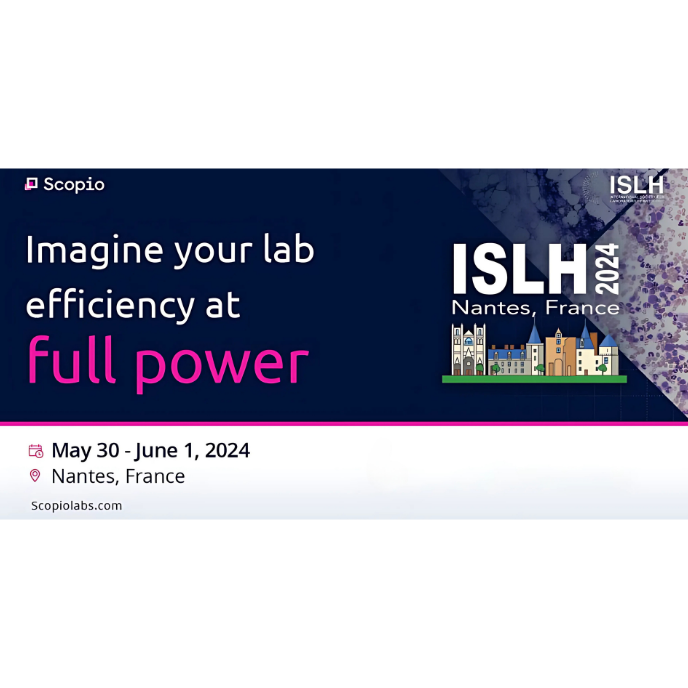 Scopio
ISLH
Imagine your lab
efficiency at
full power
ISLH 2024
Nantes, France
May 30 - June 1, 2024
Nantes, France
Scopiolabs.com